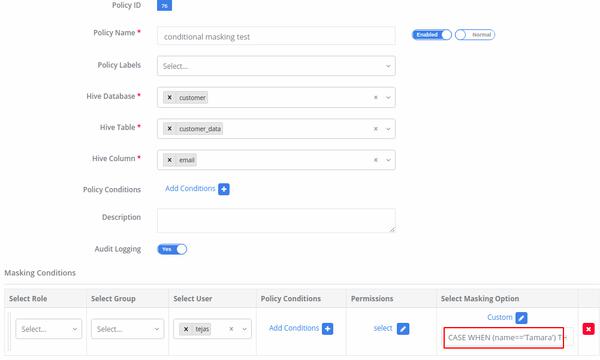 Policy ID 76
Policy Name * conditional masking test Enabled Normal
Policy Labels Select...
Hive Database * × customer ×
Hive Table * × customer_data ×
Hive Column * × email ×
Policy Conditions Add Conditions +
Description
Audit Logging Yes
Masking Conditions
Select Role Select Group Select User Policy Conditions Permissions Select Masking Option
Custom
Select... Select... × tejas × Add Conditions + select
CASE WHEN (name=='Tamara') TH